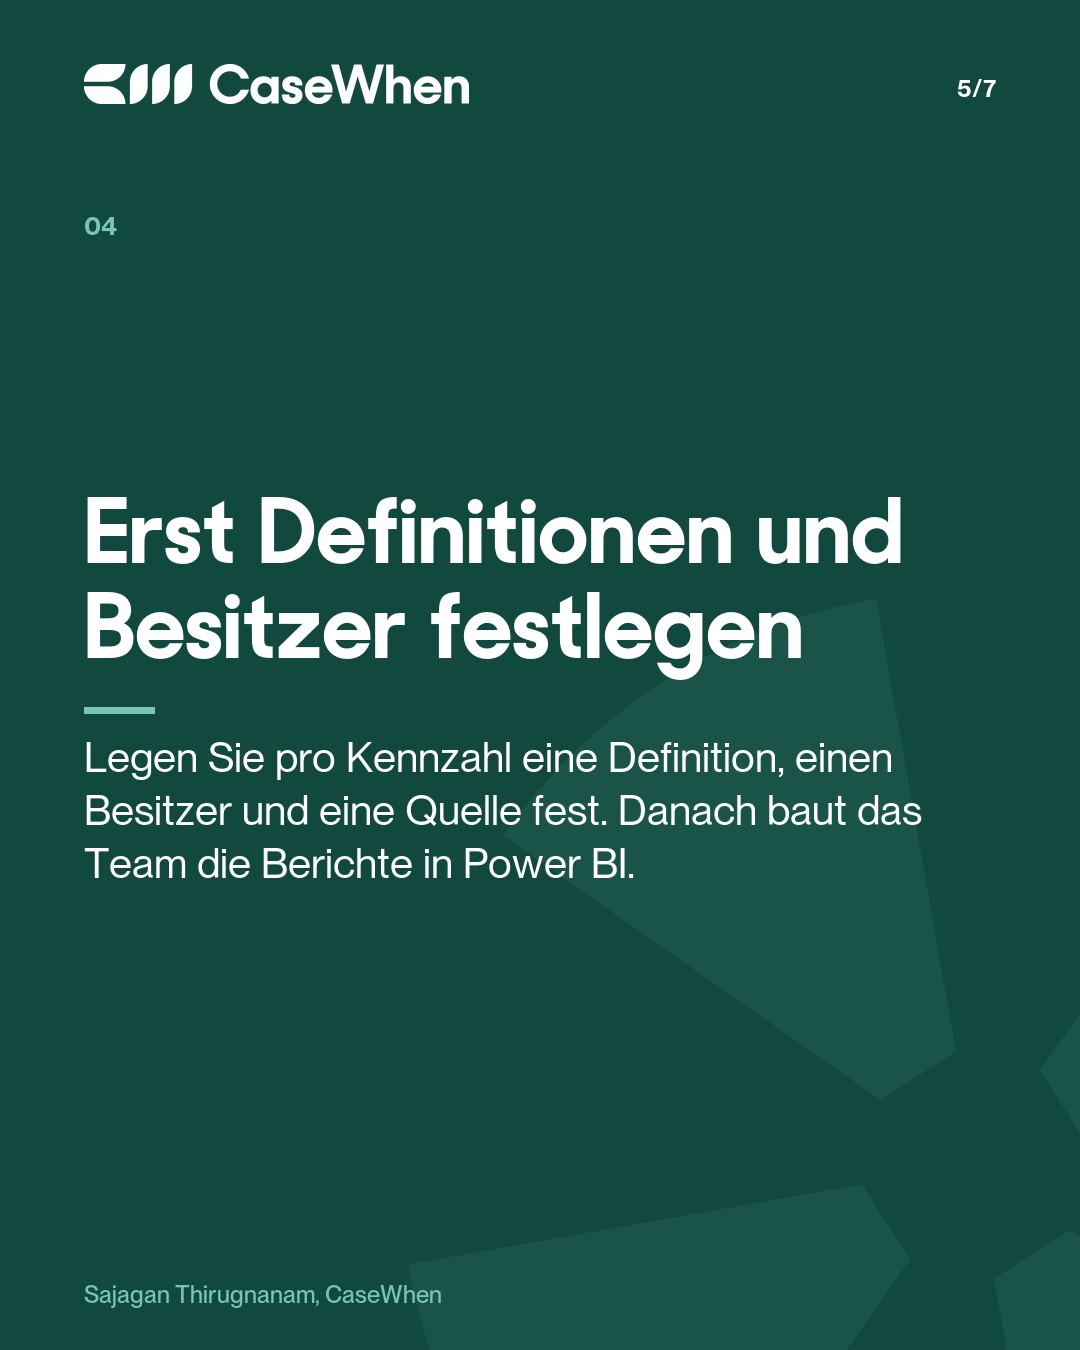 CaseWhen
5/7
04
Erst Definitionen und
Besitzer festlegen
Legen Sie pro Kennzahl eine Definition, einen
Besitzer und eine Quelle fest. Danach baut das
Team die Berichte in Power BI.
Sajagan Thirugnanam, CaseWhen